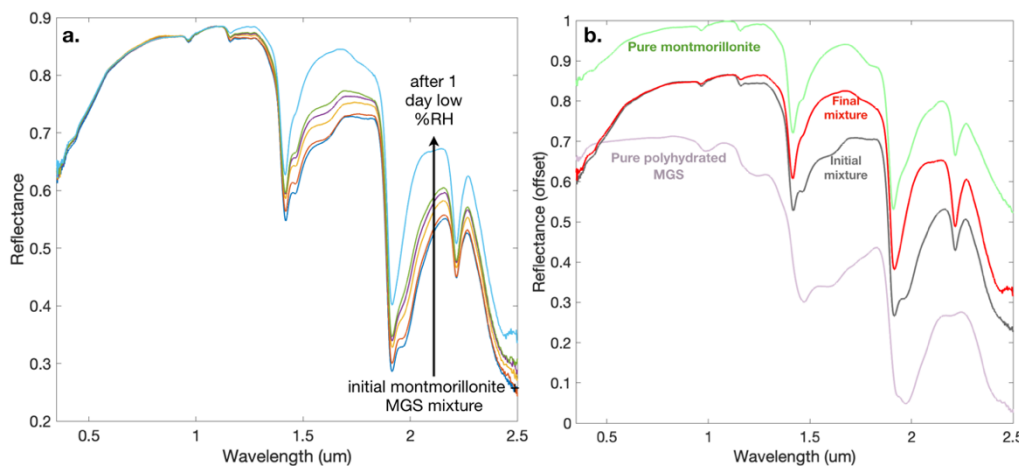 a.
after 1
day low
%RH
initial montmorillonite +
MGS mixture
Reflectance
0.9
0.8
0.7
0.6
0.5
0.4
0.3
0.2
0.5
1
1.5
2
2.5
Wavelength (um)
b.
Pure montmorillonite
Final
mixture
Initial
mixture
Pure polyhydrated
MGS
Reflectance (offset)
1
0.9
0.8
0.7
0.6
0.5
0.4
0.3
0.2
0.1
0
0.5
1
1.5
2
2.5
Wavelength (um)